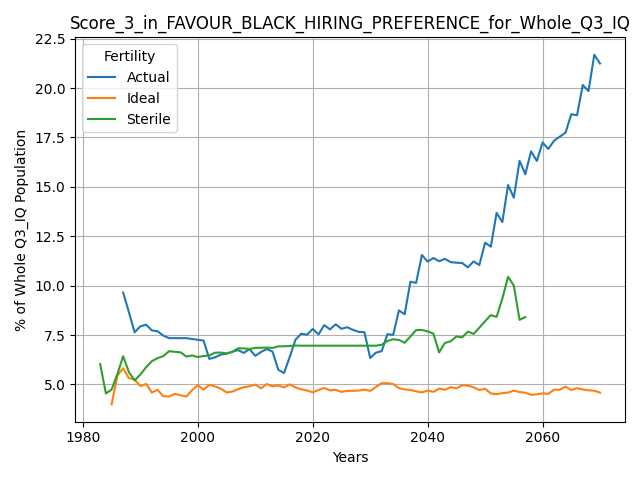 Score_3_in_FAVOUR_BLACK_HIRING_PREFERENCE_for_Whole_Q3_IQ
% of Whole Q3_IQ Population
22.5
20.0
17.5
15.0
12.5
10.0
7.5
5.0
Fertility
Actual
Ideal
Sterile
1980
2000
2020
2040
2060
Years